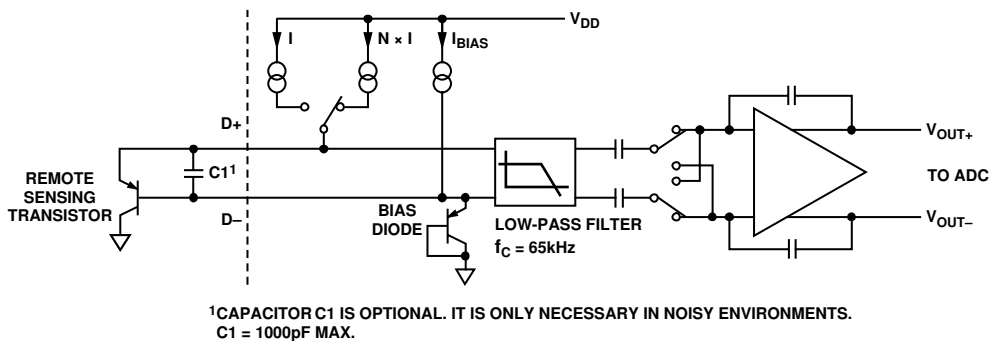 V_DD
I
N × I
I_BIAS
D+
C1¹
REMOTE
SENSING
TRANSISTOR
D–
BIAS
DIODE
LOW-PASS FILTER
f_C = 65kHz
V_OUT+
TO ADC
V_OUT–
¹CAPACITOR C1 IS OPTIONAL. IT IS ONLY NECESSARY IN NOISY ENVIRONMENTS.
C1 = 1000pF MAX.